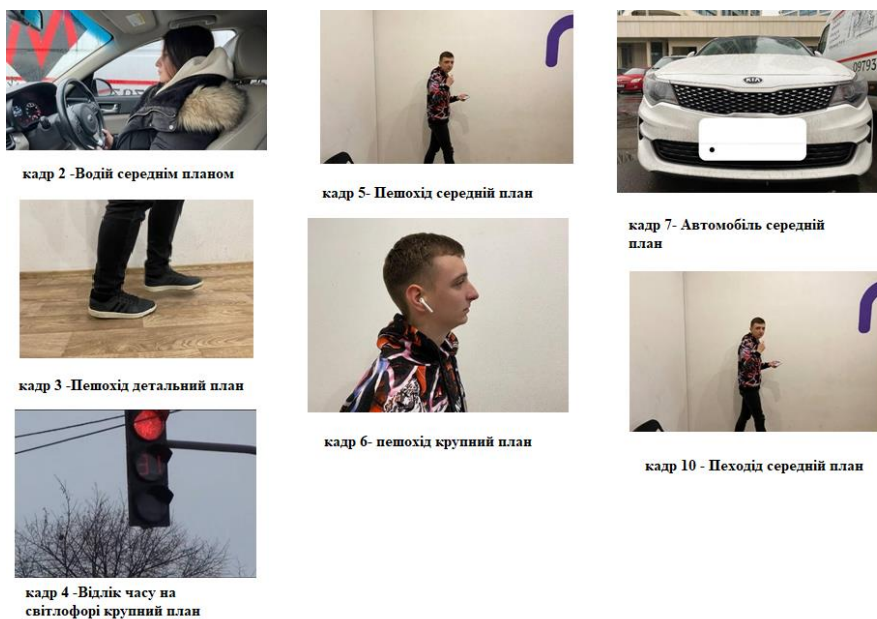 кадр 2 -Водій середнім планом
кадр 3 -Пешохід детальний план
кадр 4 -Відлік часу на
світлофорі крупний план
кадр 5- Пешохід середній план
кадр 6- пешохід крупний план
KIA
09793
кадр 7- Автомобіль середній
план
кадр 10 - Пеходід середній план